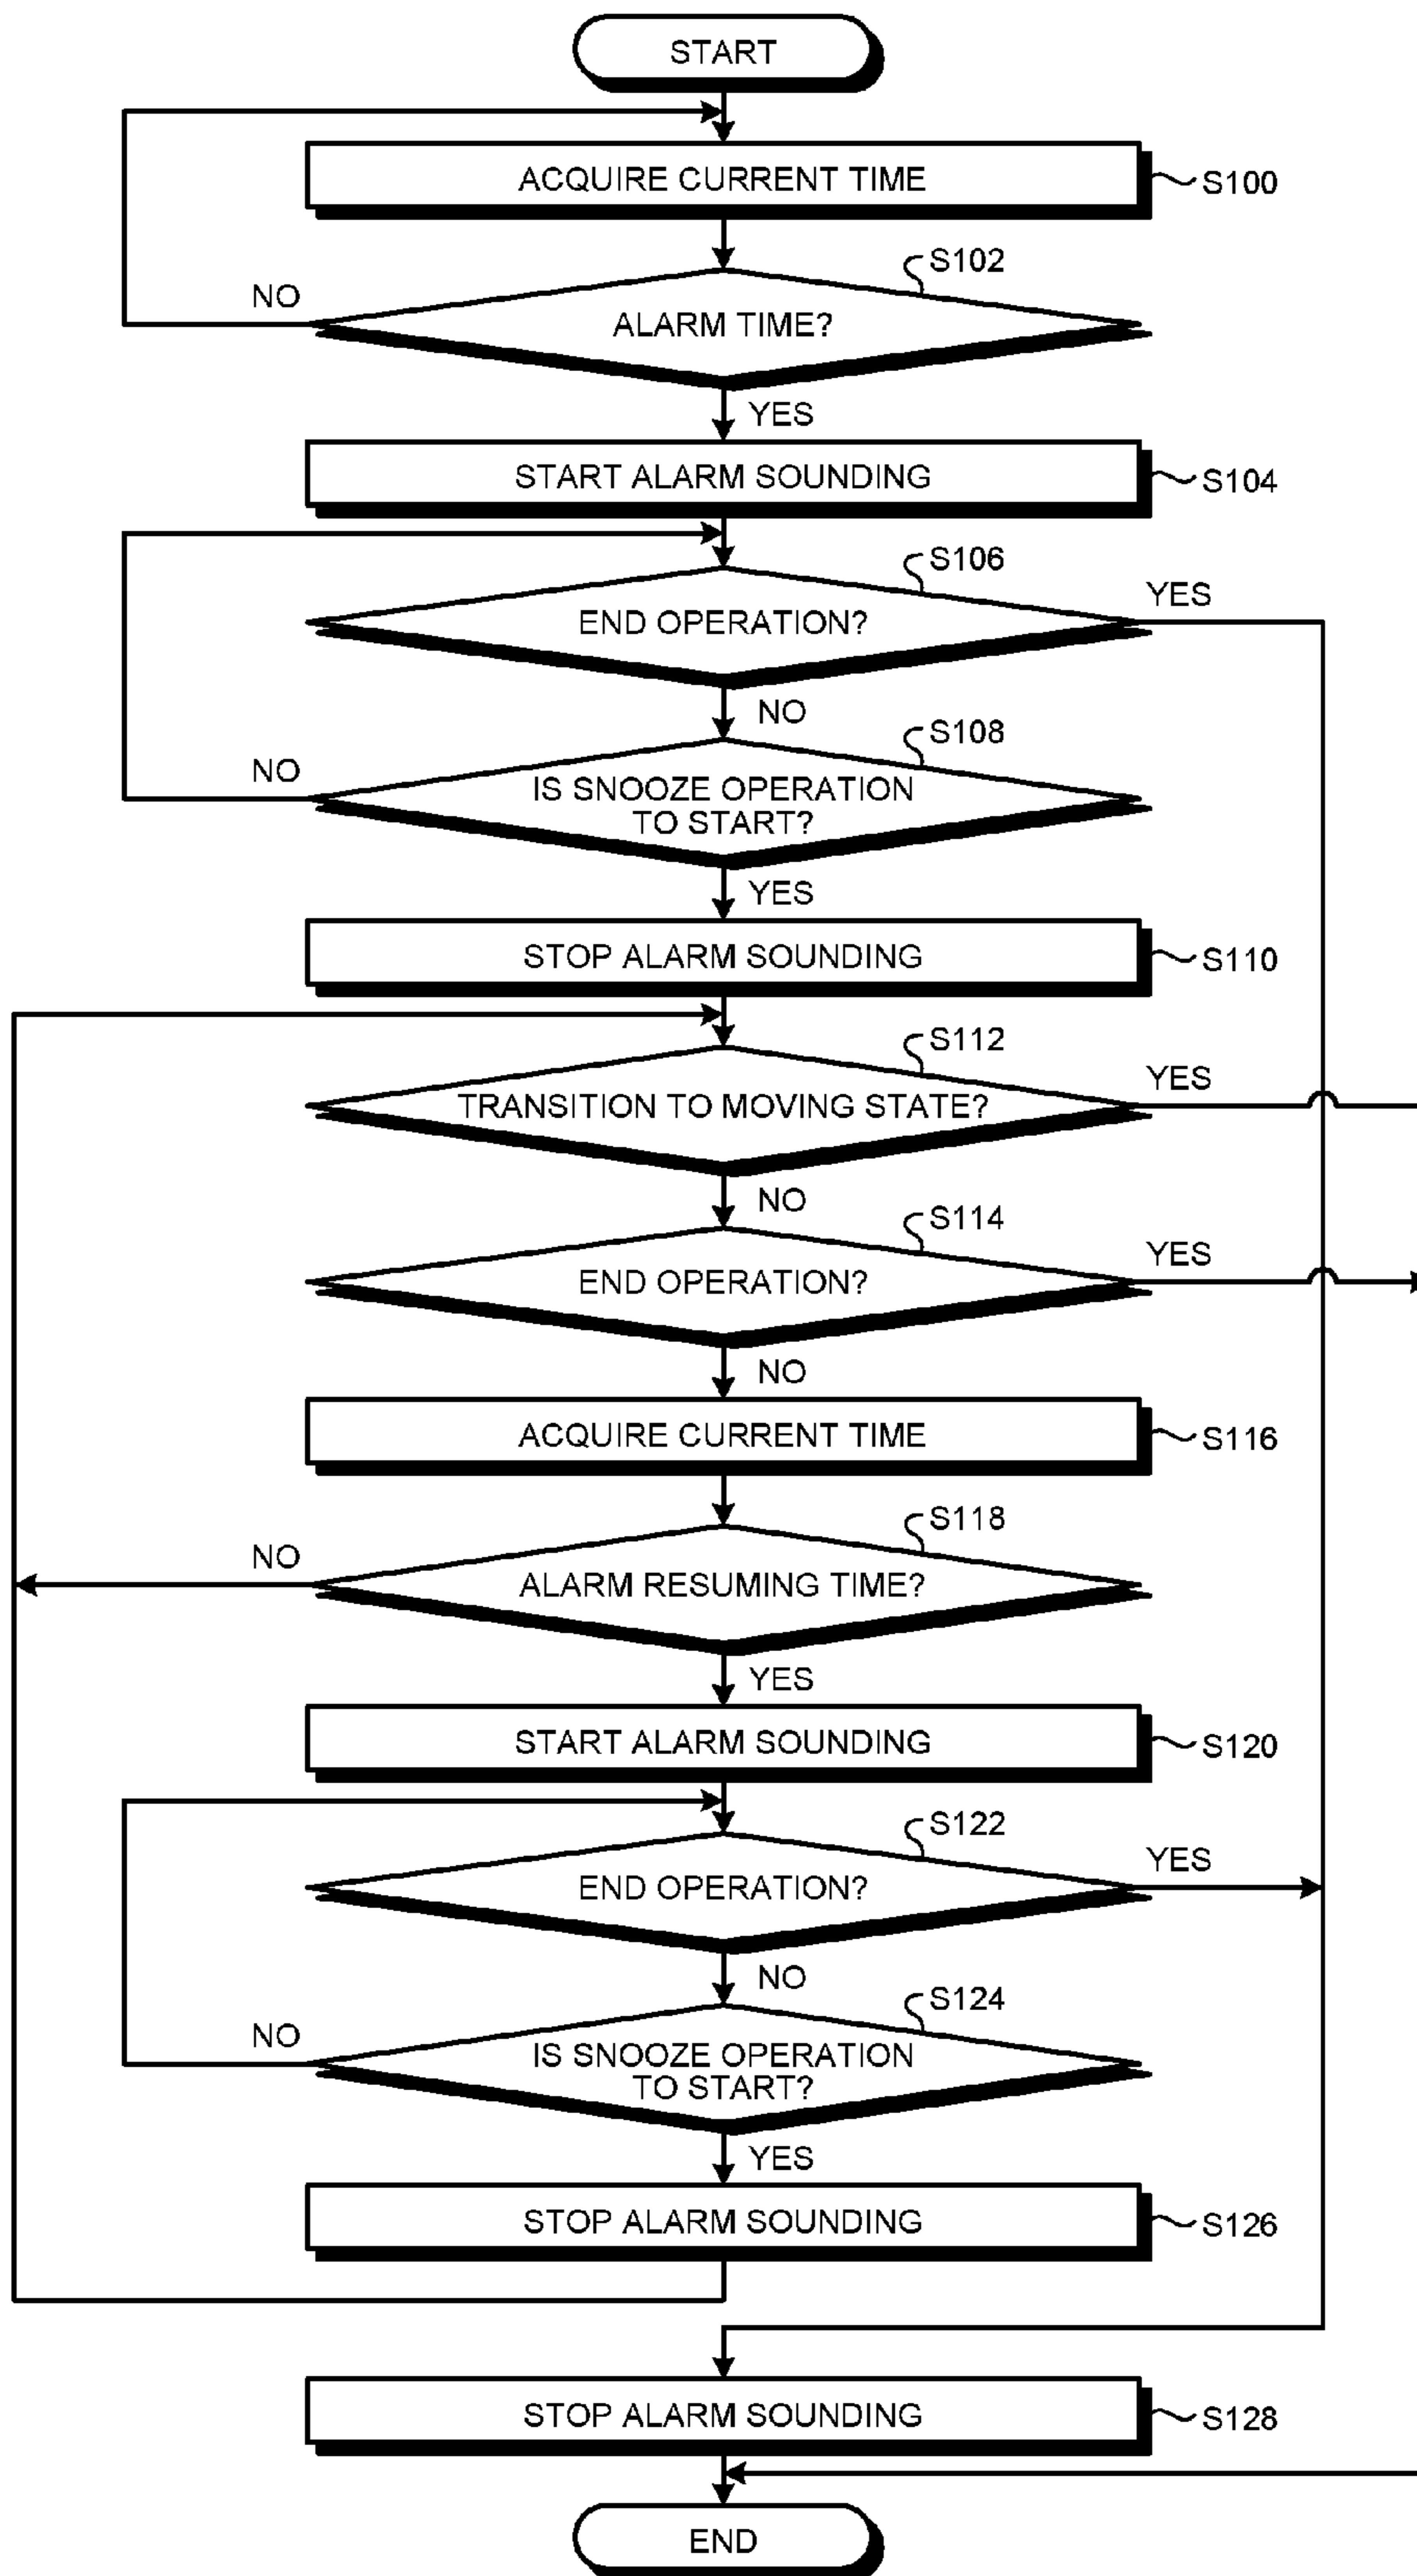 START
ACQUIRE CURRENT TIME
S100
S102
NO
ALARM TIME?
YES
START ALARM SOUNDING
S104
S106
YES
END OPERATION?
NO
S108
NO
IS SNOOZE OPERATION
TO START?
YES
STOP ALARM SOUNDING
S110
S112
YES
TRANSITION TO MOVING STATE?
NO
S114
YES
END OPERATION?
NO
ACQUIRE CURRENT TIME
S116
S118
NO
ALARM RESUMING TIME?
YES
START ALARM SOUNDING
S120
S122
YES
END OPERATION?
NO
S124
NO
IS SNOOZE OPERATION
TO START?
YES
STOP ALARM SOUNDING
S126
STOP ALARM SOUNDING
S128
END